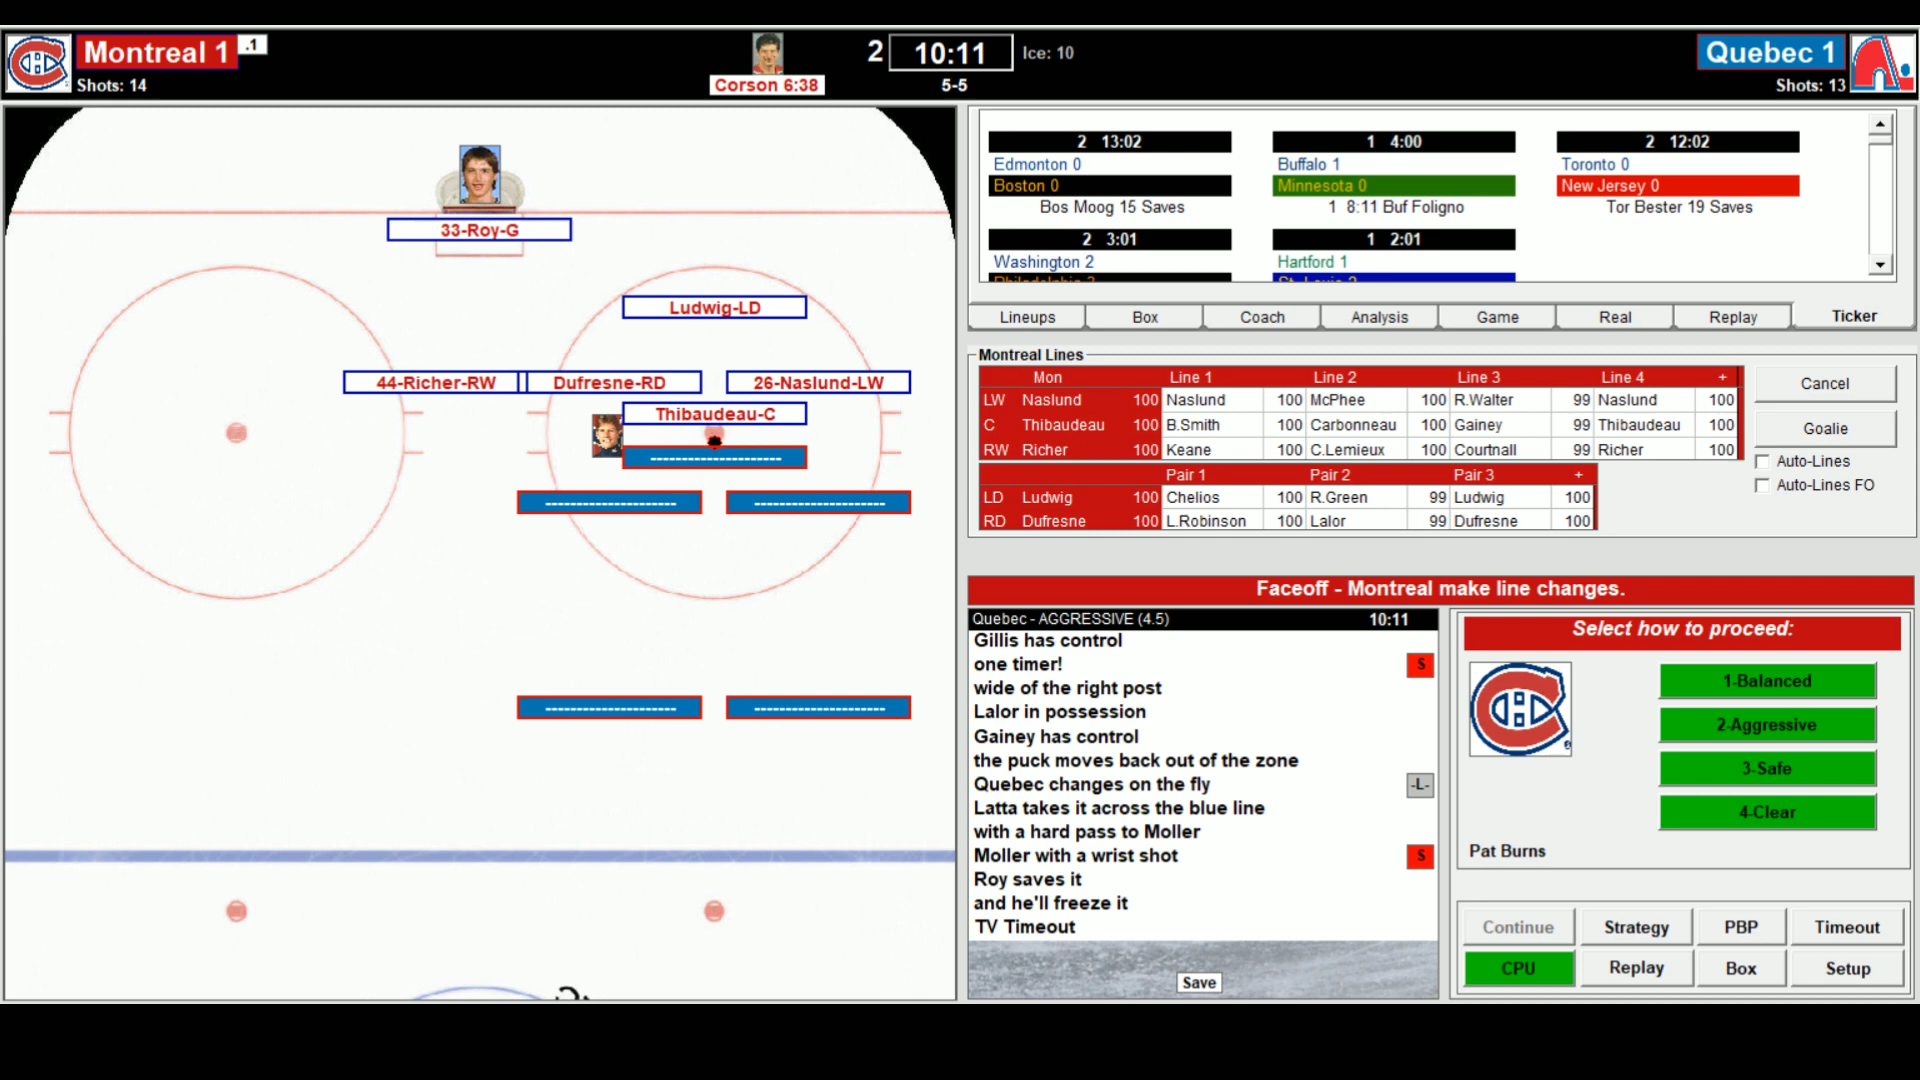 Montreal 1 .1
Shots: 14
Corson 6:38
2 10:11 Ice: 10
5-5
Quebec 1
Shots: 13
33-Roy-G
Ludwig-LD
44-Richer-RW Dufresne-RD 26-Naslund-LW
Thibaudeau-C
--------------------
-------------------- --------------------
-------------------- --------------------
2 13:02 1 4:00 2 12:02
Edmonton 0 Buffalo 1 Toronto 0
Boston 0 Minnesota 0 New Jersey 0
Bos Moog 15 Saves 1 8:11 Buf Foligno Tor Bester 19 Saves
2 3:01 1 2:01
Washington 2 Hartford 1
Lineups Box Coach Analysis Game Real Replay Ticker
Montreal Lines
Mon Line 1 Line 2 Line 3 Line 4 +
LW Naslund 100 Naslund 100 McPhee 100 R.Walter 99 Naslund 100
C Thibaudeau 100 B.Smith 100 Carbonneau 100 Gainey 99 Thibaudeau 100
RW Richer 100 Keane 100 C.Lemieux 100 Courtnall 99 Richer 100
Pair 1 Pair 2 Pair 3 +
LD Ludwig 100 Chelios 100 R.Green 99 Ludwig 100
RD Dufresne 100 L.Robinson 100 Lalor 99 Dufresne 100
Cancel
Goalie
Auto-Lines
Auto-Lines FO
Faceoff - Montreal make line changes.
Quebec - AGGRESSIVE (4.5) 10:11
Gillis has control
one timer! S
wide of the right post
Lalor in possession
Gainey has control
the puck moves back out of the zone
Quebec changes on the fly -L-
Latta takes it across the blue line
with a hard pass to Moller
Moller with a wrist shot S
Roy saves it
and he'll freeze it
TV Timeout
Save
Select how to proceed:
1-Balanced
2-Aggressive
3-Safe
4-Clear
Pat Burns
Continue Strategy PBP Timeout
CPU Replay Box Setup